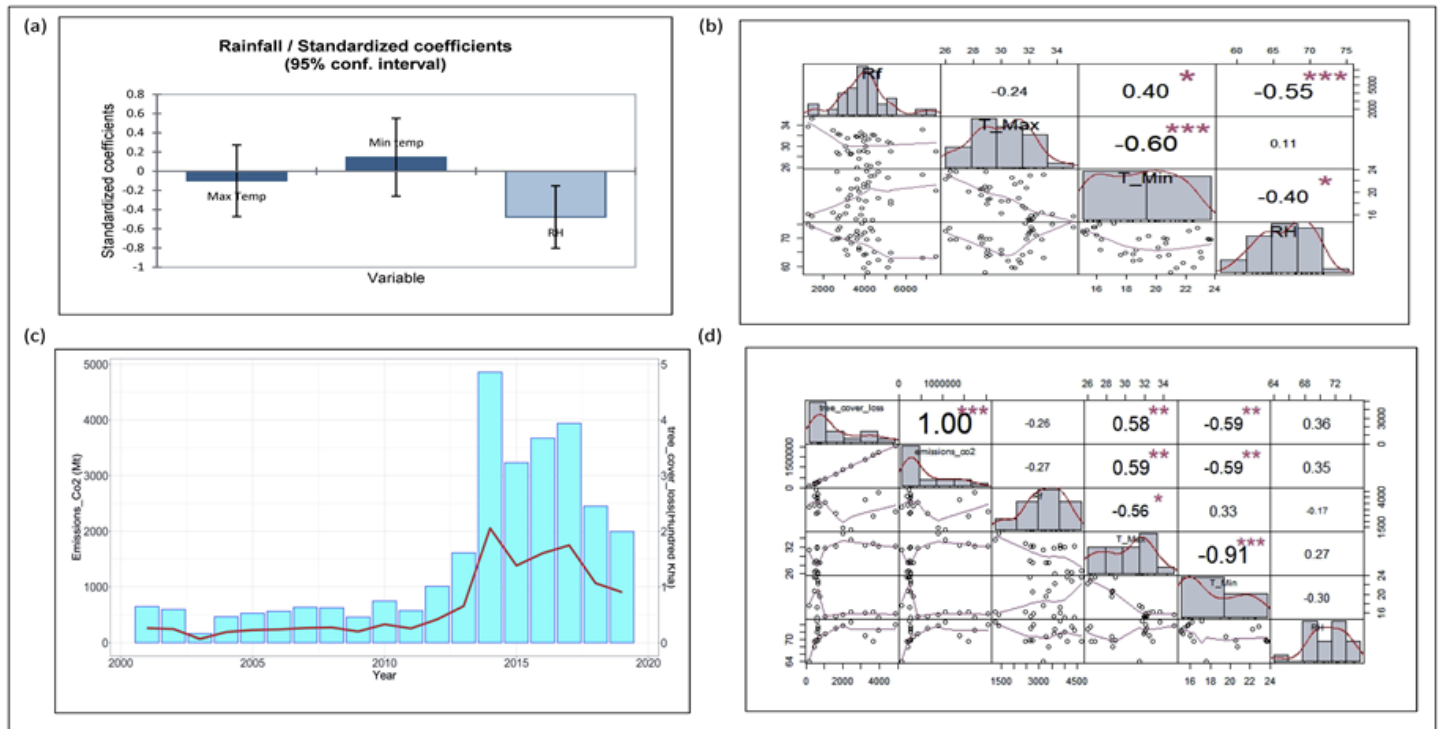 (a)
Rainfall / Standardized coefficients
(95% conf. interval)
Standardized coefficients
0.8
0.6
0.4
0.2
0
-0.2
-0.4
-0.6
-0.8
-1
Max Temp
Min temp
RH
Variable
(b)
26 28 30 32 34
60 65 70 75
Rf
-0.24
0.40 *
-0.55 ***
2000 5000
T_Max
-0.60 ***
0.11
26 30 34
T_Min
-0.40 *
16 20 24
RH
60 70
2000 4000 6000
16 18 20 22 24
(c)
5000
4000
3000
2000
1000
0
Emissions_Co2 (Mt)
5
4
3
2
1
0
tree_cover_loss(Hundred Kha)
2000 2005 2010 2015 2020
Year
(d)
0 1000000
26 28 30 32 34
64 68 72
tree_cover_loss
1.00 ***
-0.26
0.58 **
-0.59 **
0.36
0 3000
emissions_co2
-0.27
0.59 **
-0.59 **
0.35
0 1500000
-0.56 *
0.33
-0.17
1500 4000
-0.91 ***
0.27
26 32
T_Min
-0.30
16 20 24
64 70
0 2000 4000
1500 3000 4500
16 18 20 22 24